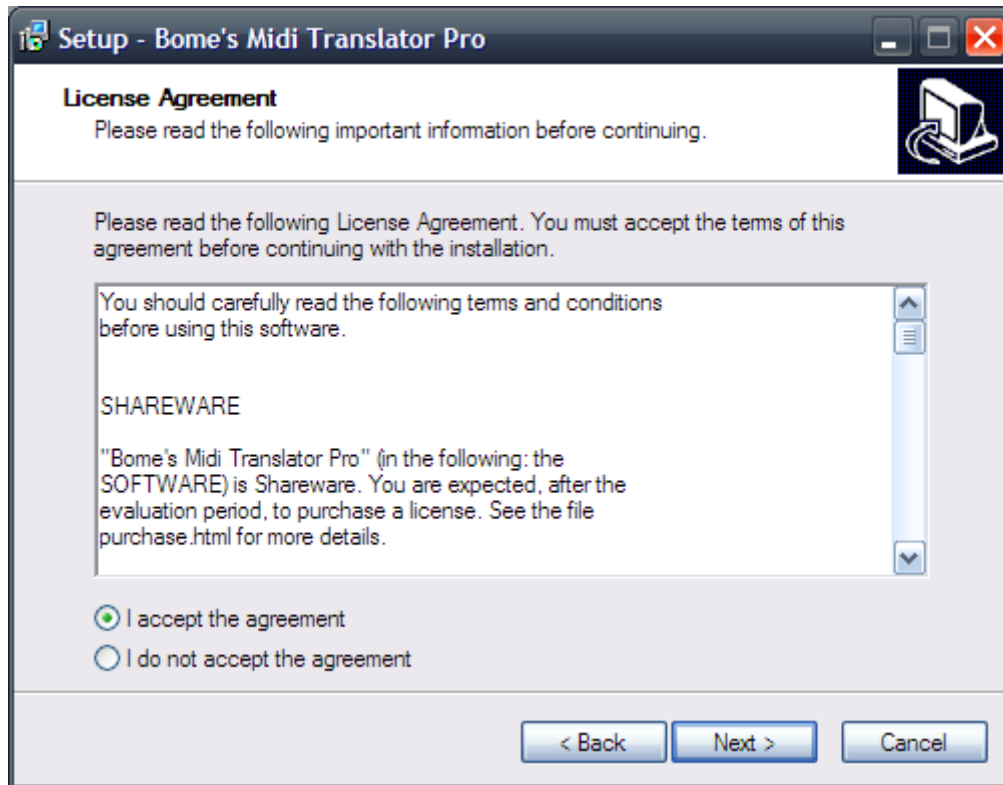 Setup - Bome's Midi Translator Pro
License Agreement
Please read the following important information before continuing.
Please read the following License Agreement. You must accept the terms of this
agreement before continuing with the installation.
You should carefully read the following terms and conditions
before using this software.
SHAREWARE
"Bome's Midi Translator Pro" (in the following: the
SOFTWARE) is Shareware. You are expected, after the
evaluation period, to purchase a license. See the file
purchase.html for more details.
I accept the agreement
I do not accept the agreement
< Back Next > Cancel